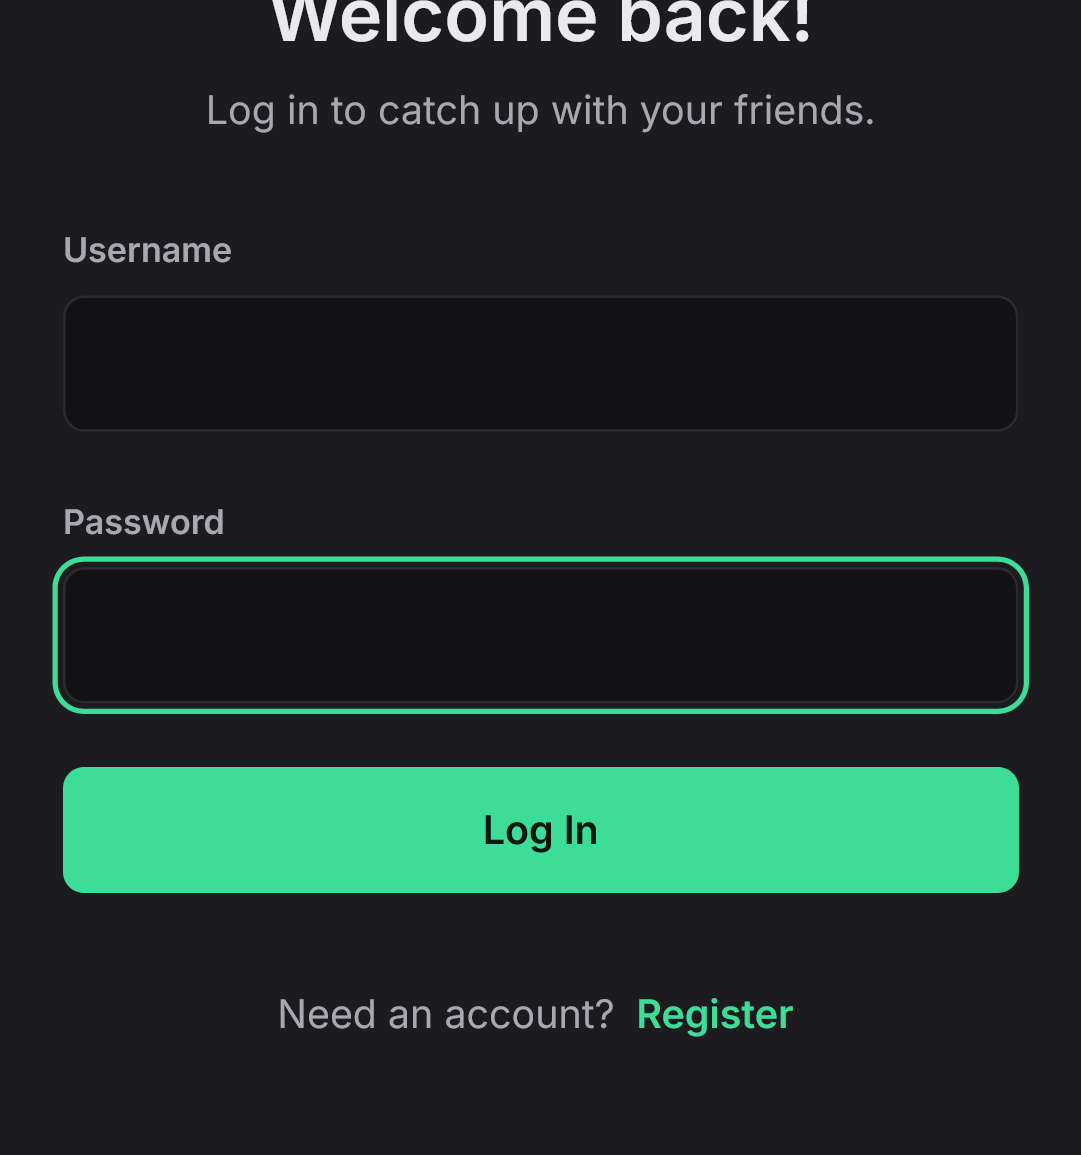 Welcome back!
Log in to catch up with your friends.
Username
Password
Log In
Need an account? Register